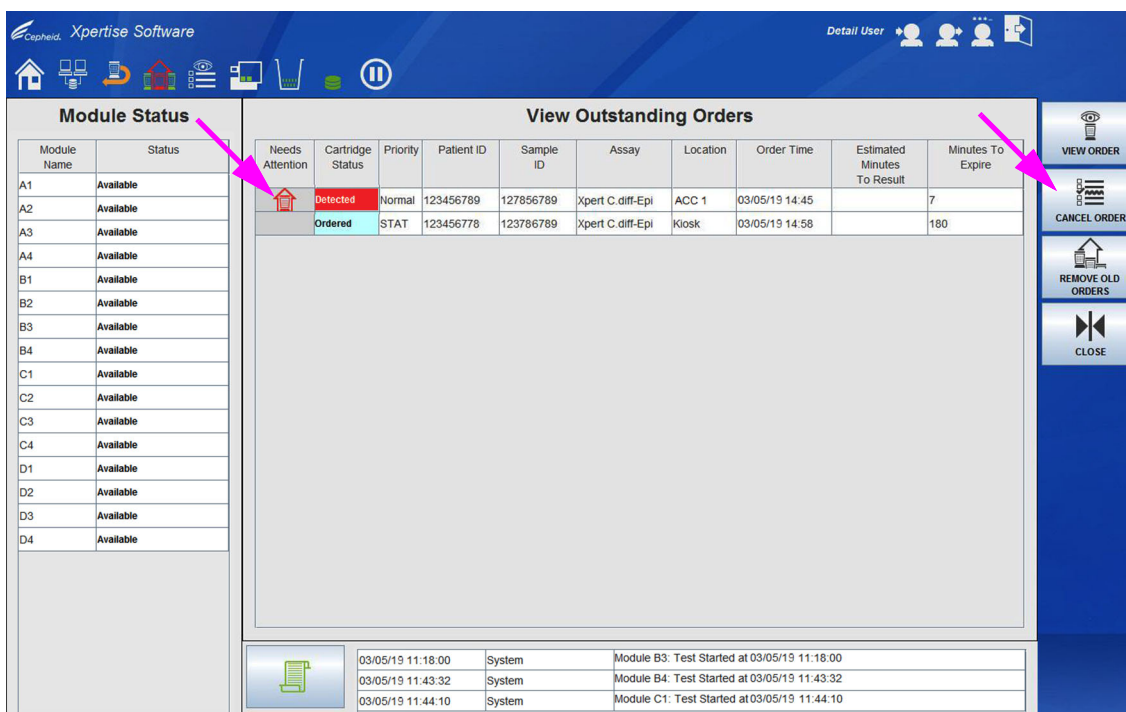 Cepheid. Xpertise Software
Detail User
Module Status
View Outstanding Orders
Module Name Status
A1 Available
A2 Available
A3 Available
A4 Available
B1 Available
B2 Available
B3 Available
B4 Available
C1 Available
C2 Available
C3 Available
C4 Available
D1 Available
D2 Available
D3 Available
D4 Available
Needs Attention Cartridge Status Priority Patient ID Sample ID Assay Location Order Time Estimated Minutes To Result Minutes To Expire
Detected Normal 123456789 127856789 Xpert C.diff-Epi ACC 1 03/05/19 14:45 7
Ordered STAT 123456778 123786789 Xpert C.diff-Epi Kiosk 03/05/19 14:58 180
VIEW ORDER
CANCEL ORDER
REMOVE OLD
ORDERS
CLOSE
03/05/19 11:18:00 System Module B3: Test Started at 03/05/19 11:18:00
03/05/19 11:43:32 System Module B4: Test Started at 03/05/19 11:43:32
03/05/19 11:44:10 System Module C1: Test Started at 03/05/19 11:44:10